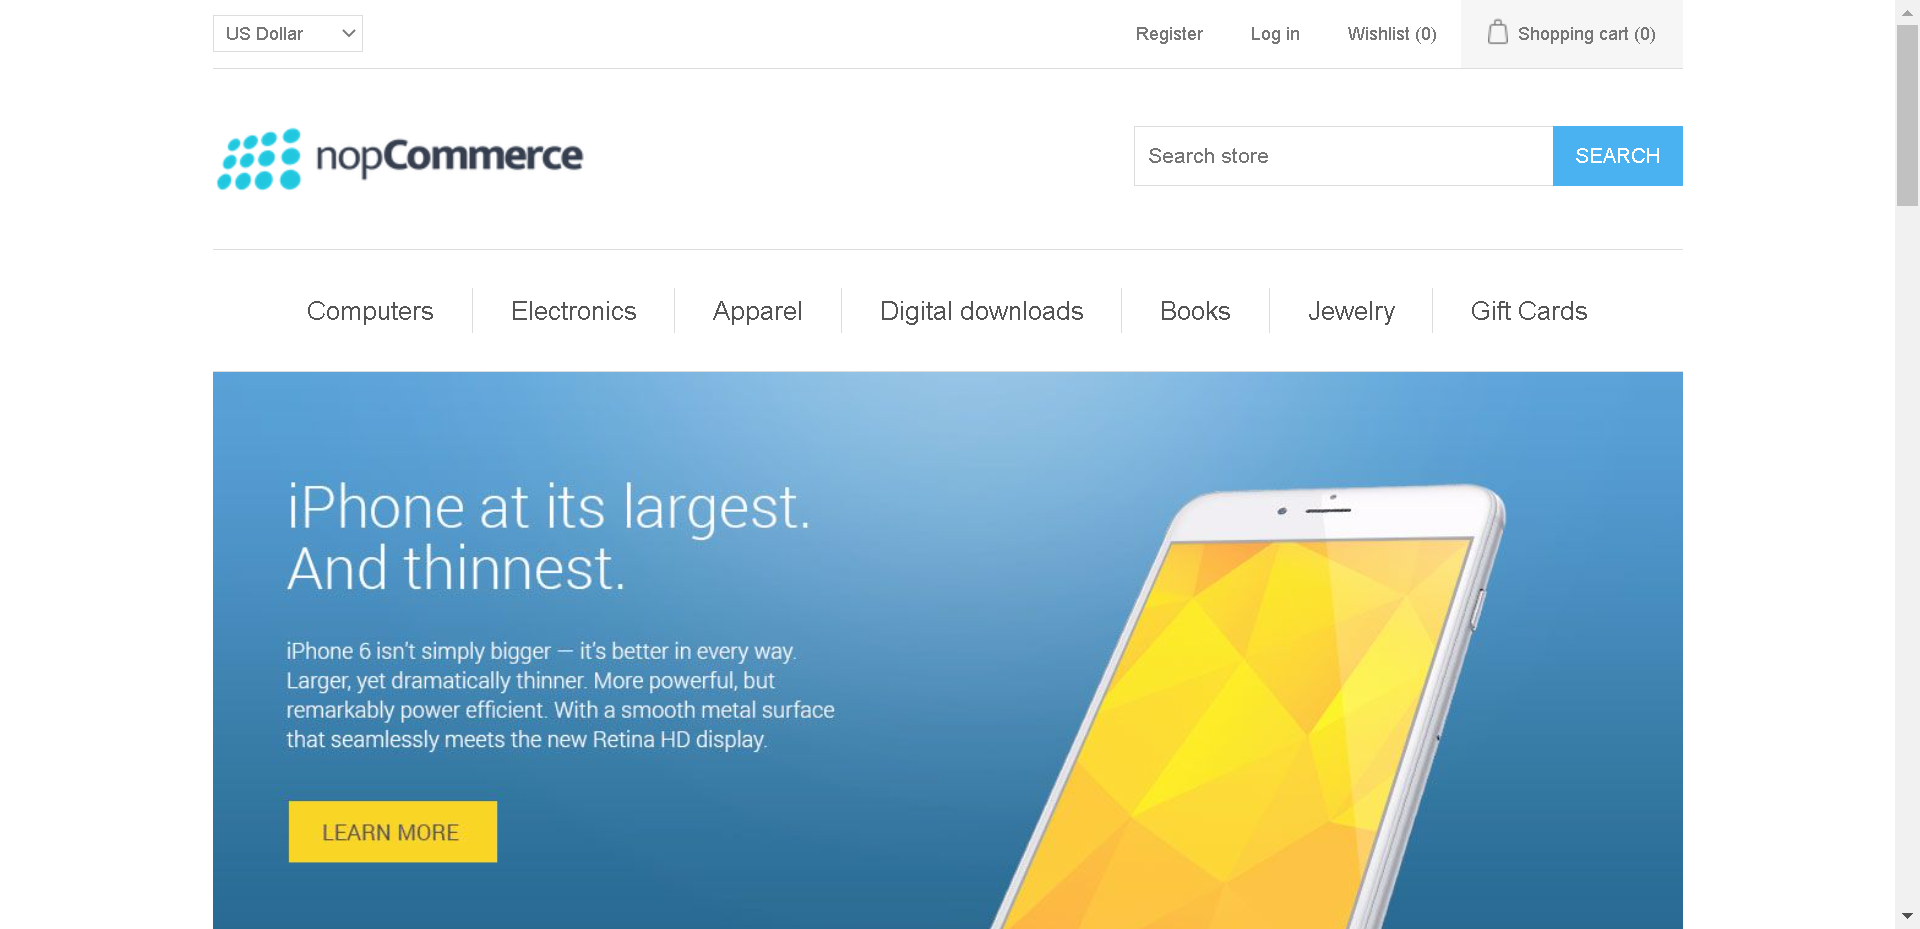 US Dollar
Register
Log in
Wishlist (0)
Shopping cart (0)
nopCommerce
Search store
SEARCH
Computers
Electronics
Apparel
Digital downloads
Books
Jewelry
Gift Cards
iPhone at its largest.
And thinnest.
iPhone 6 isn't simply bigger — it's better in every way.
Larger, yet dramatically thinner. More powerful, but
remarkably power efficient. With a smooth metal surface
that seamlessly meets the new Retina HD display.
LEARN MORE